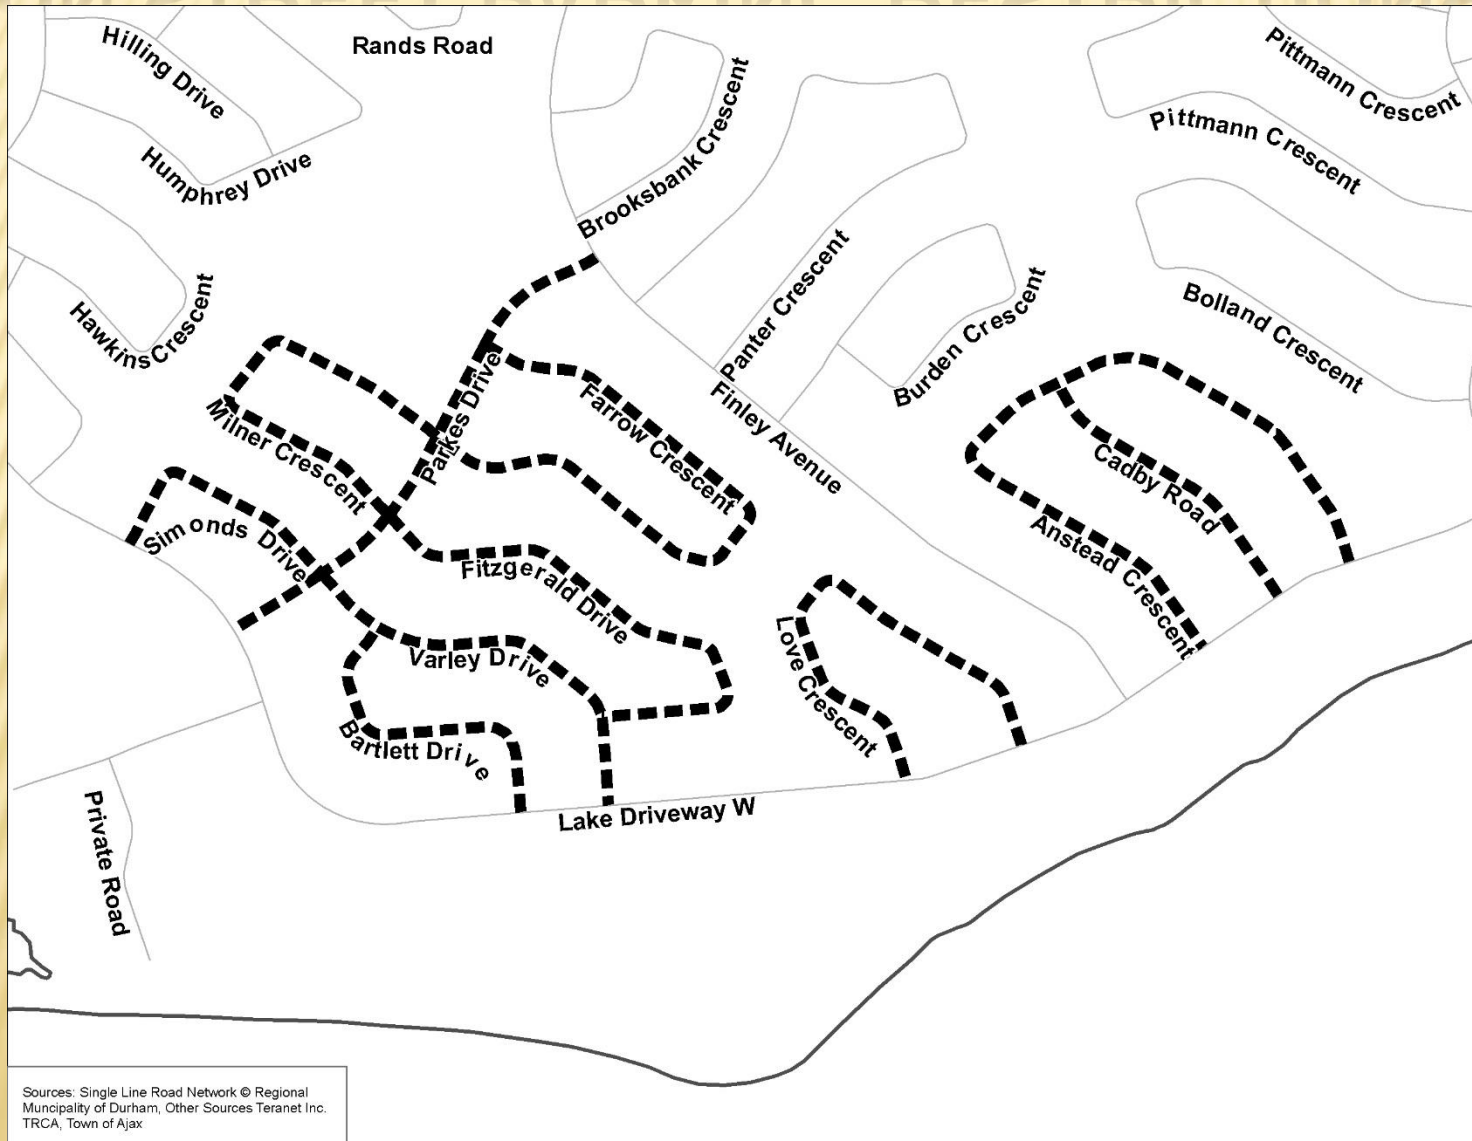 Hilling Drive
Rands Road
Humphrey Drive
Brooksbank Crescent
Pittmann Crescent
Pittmann Crescent
Hawkins Crescent
Panter Crescent
Burden Crescent
Bolland Crescent
Milner Crescent
Parkes Drive
Farrow Crescent
Finley Avenue
Cadby Road
Anstead Crescent
Simonds Drive
Fitzgerald Drive
Varley Drive
Love Crescent
Bartlett Drive
Lake Driveway W
Private Road
Sources: Single Line Road Network © Regional
Muncipality of Durham, Other Sources Teranet Inc.
TRCA, Town of Ajax